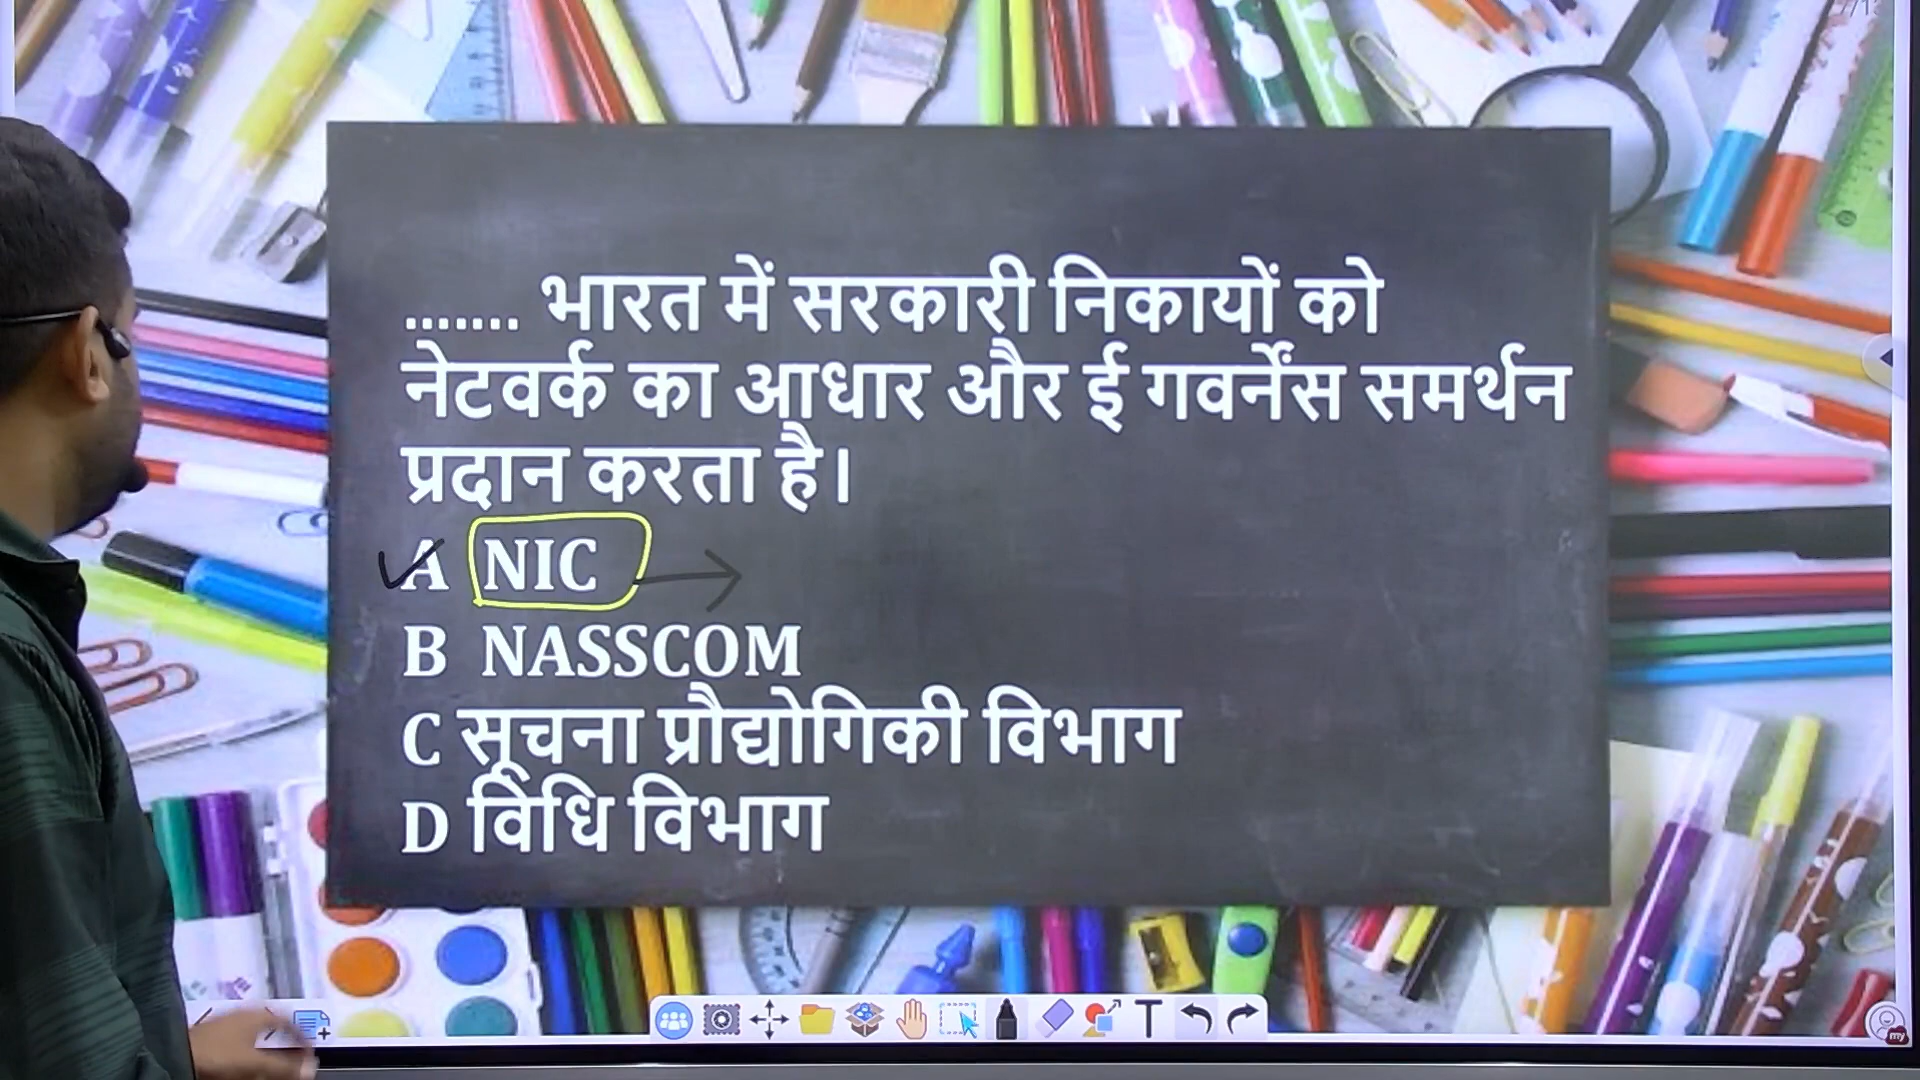 ....... भारत में सरकारी निकायों को
नेटवर्क का आधार और ई गवर्नेंस समर्थन
प्रदान करता है।
A NIC
B NASSCOM
C सूचना प्रौद्योगिकी विभाग
D विधि विभाग